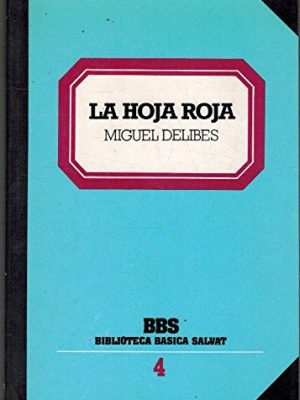 LA HOJA ROJA
MIGUEL DELIBES
BBS
BIBLIOTECA BASICA SALVAT
4